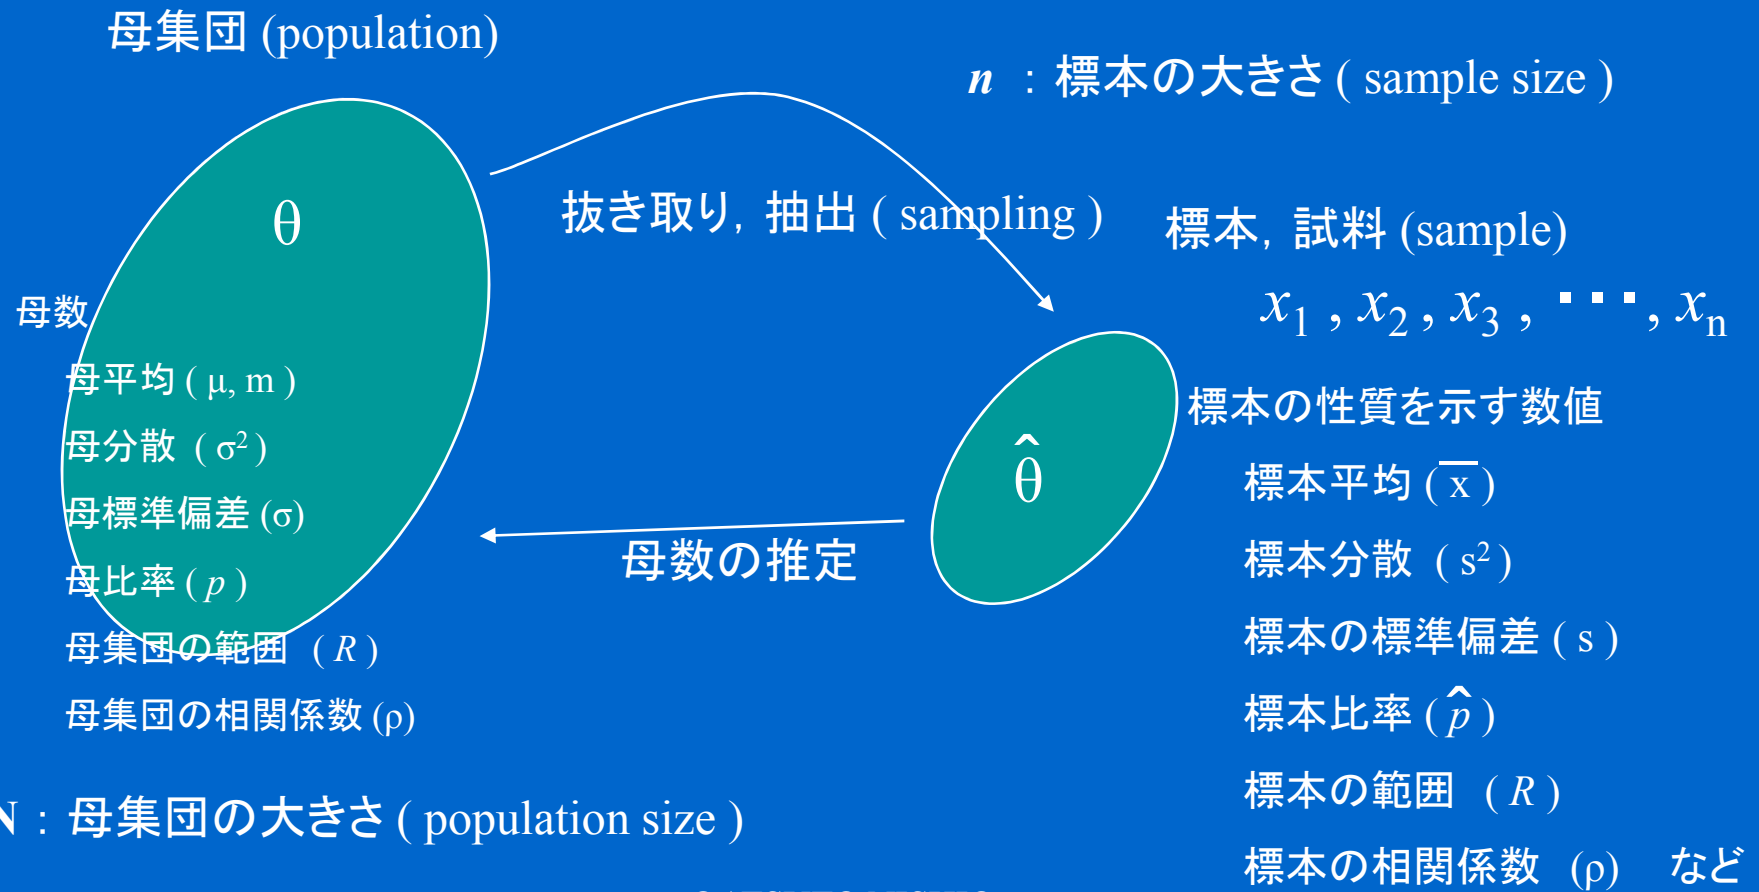 母集団 (population)
n ：標本の大きさ ( sample size )
θ
抜き取り, 抽出 ( sampling )
標本, 試料 (sample)
x₁ , x₂ , x₃ , ･･･ , xₙ
母数
母平均 ( μ, m )
母分散 ( σ² )
母標準偏差 (σ)
母比率 ( p )
母集団の範囲 ( R )
母集団の相関係数 (ρ)
θ̂
母数の推定
標本の性質を示す数値
標本平均 ( x̅ )
標本分散 ( s² )
標本の標準偏差 ( s )
標本比率 ( p̂ )
標本の範囲 ( R )
標本の相関係数 (ρ) など
N：母集団の大きさ ( population size )